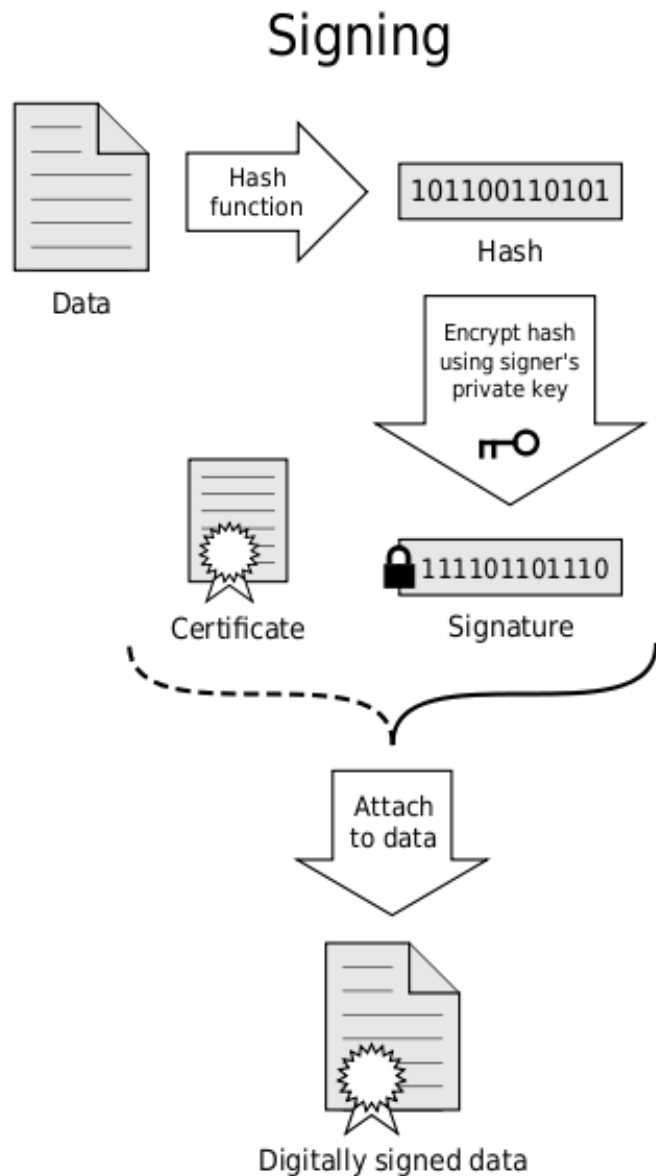 Signing
Hash
function
101100110101
Hash
Data
Encrypt hash
using signer's
private key
111101101110
Certificate
Signature
Attach
to data
Digitally signed data